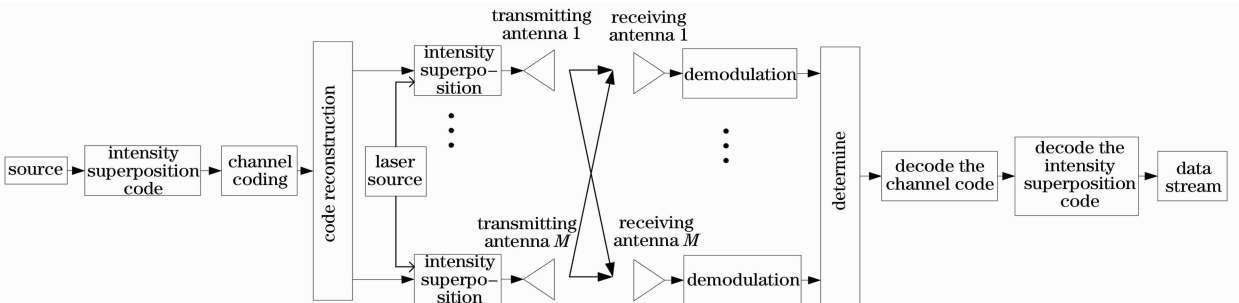 source
intensity
superposition
code
channel
coding
code reconstruction
laser
source
intensity
superpo-
sition
transmitting
antenna 1
receiving
antenna 1
demodulation
intensity
superpo-
sition
transmitting
antenna M
receiving
antenna M
demodulation
determine
decode the
channel code
decode the
intensity
superposition
code
data
stream